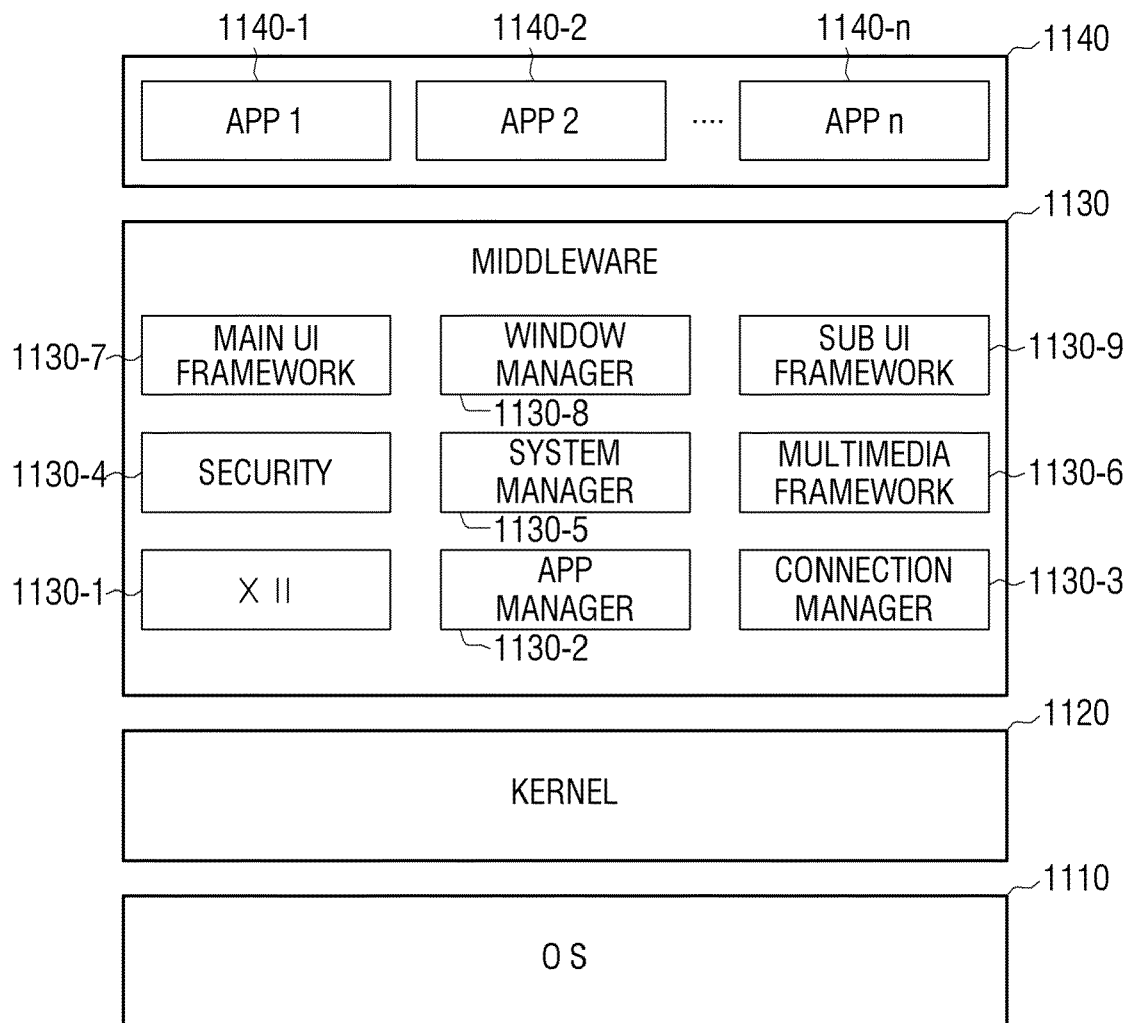 1140-1 1140-2 1140-n 1140
APP 1 APP 2 .... APP n
1130
MIDDLEWARE
1130-7 MAIN UI FRAMEWORK
WINDOW MANAGER
1130-8
SUB UI FRAMEWORK 1130-9
1130-4 SECURITY
SYSTEM MANAGER
1130-5
MULTIMEDIA FRAMEWORK 1130-6
1130-1 X II
APP MANAGER
1130-2
CONNECTION MANAGER 1130-3
1120
KERNEL
1110
O S